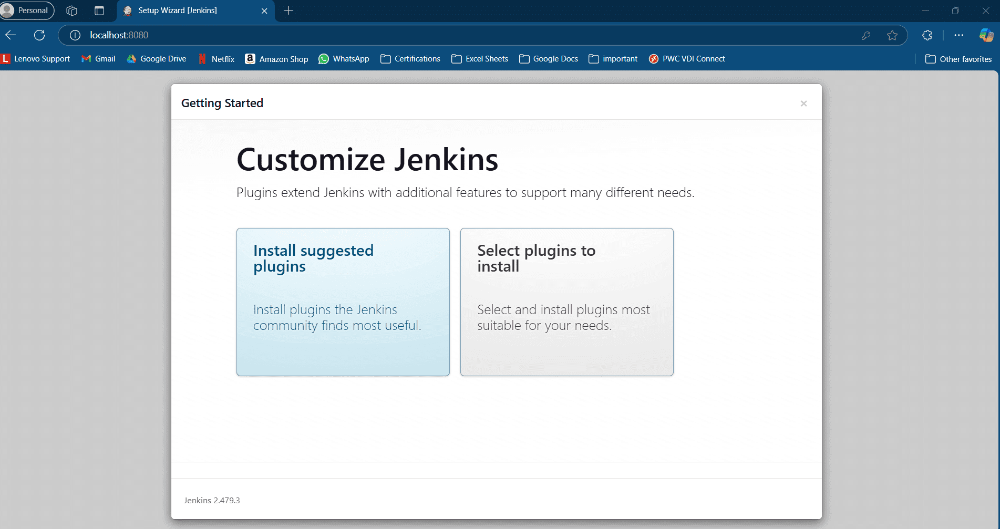 Personal
Setup Wizard [Jenkins]
localhost:8080
Lenovo Support Gmail Google Drive Netflix Amazon Shop WhatsApp Certifications Excel Sheets Google Docs important PWC VDI Connect Other favorites
Getting Started
Customize Jenkins
Plugins extend Jenkins with additional features to support many different needs.
Install suggested
plugins
Install plugins the Jenkins
community finds most useful.
Select plugins to
install
Select and install plugins most
suitable for your needs.
Jenkins 2.479.3